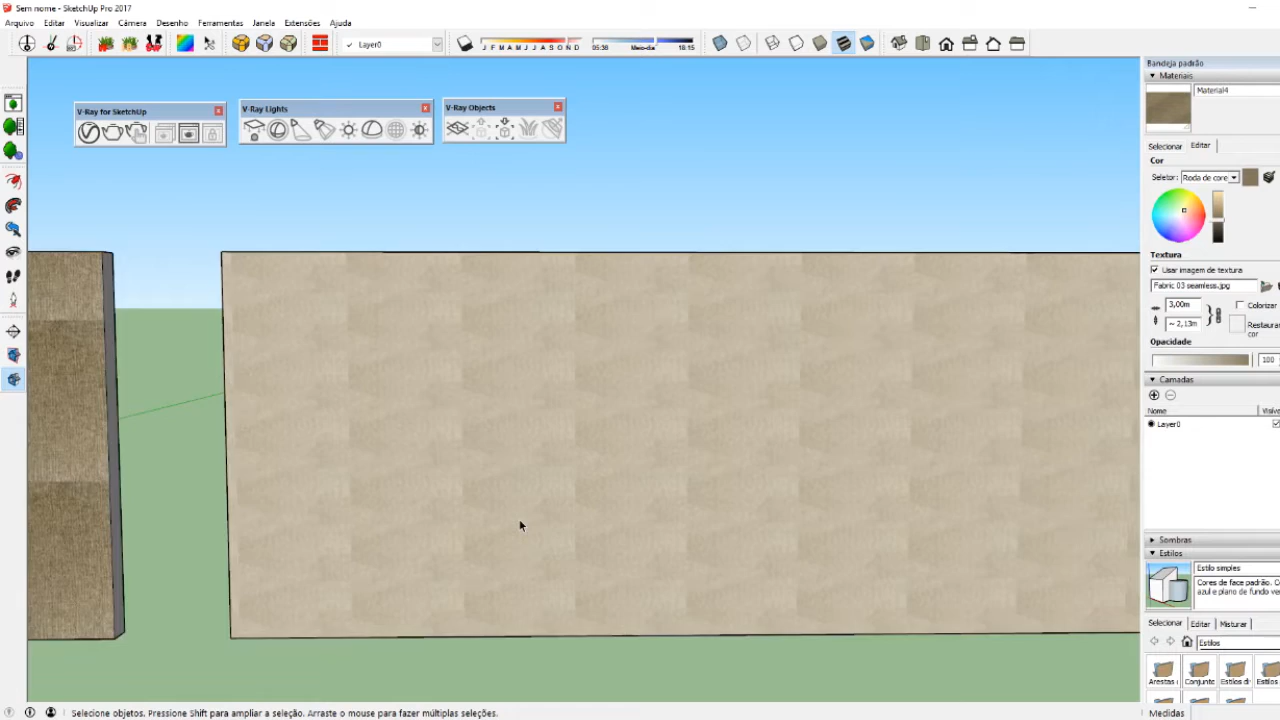 Sem nome - SketchUp Pro 2017
Arquivo Editar Visualizar Câmera Desenho Ferramentas Janela Extensões Ajuda
Layer0
J F M A M J J A S O N D
05:38 Meio-dia 18:15
V-Ray for SketchUp
V-Ray Lights
V-Ray Objects
Bandeja padrão
Materiais
Material4
Selecionar Editar
Cor
Seletor: Roda de core
Textura
Usar imagem de textura
Fabric 03 seamless.jpg
3,00m
Colorizar
~ 2,13m
Restaurar
cor
Opacidade
100
Camadas
Nome Visíve
Layer0
Sombras
Estilos
Estilo simples
Cores de face padrão. C
azul e plano de fundo ve
Selecionar Editar Misturar
Estilos
Arestas Conjunto Estilos d Estilos
Selecione objetos. Pressione Shift para ampliar a seleção. Arraste o mouse para fazer múltiplas seleções.
Medidas